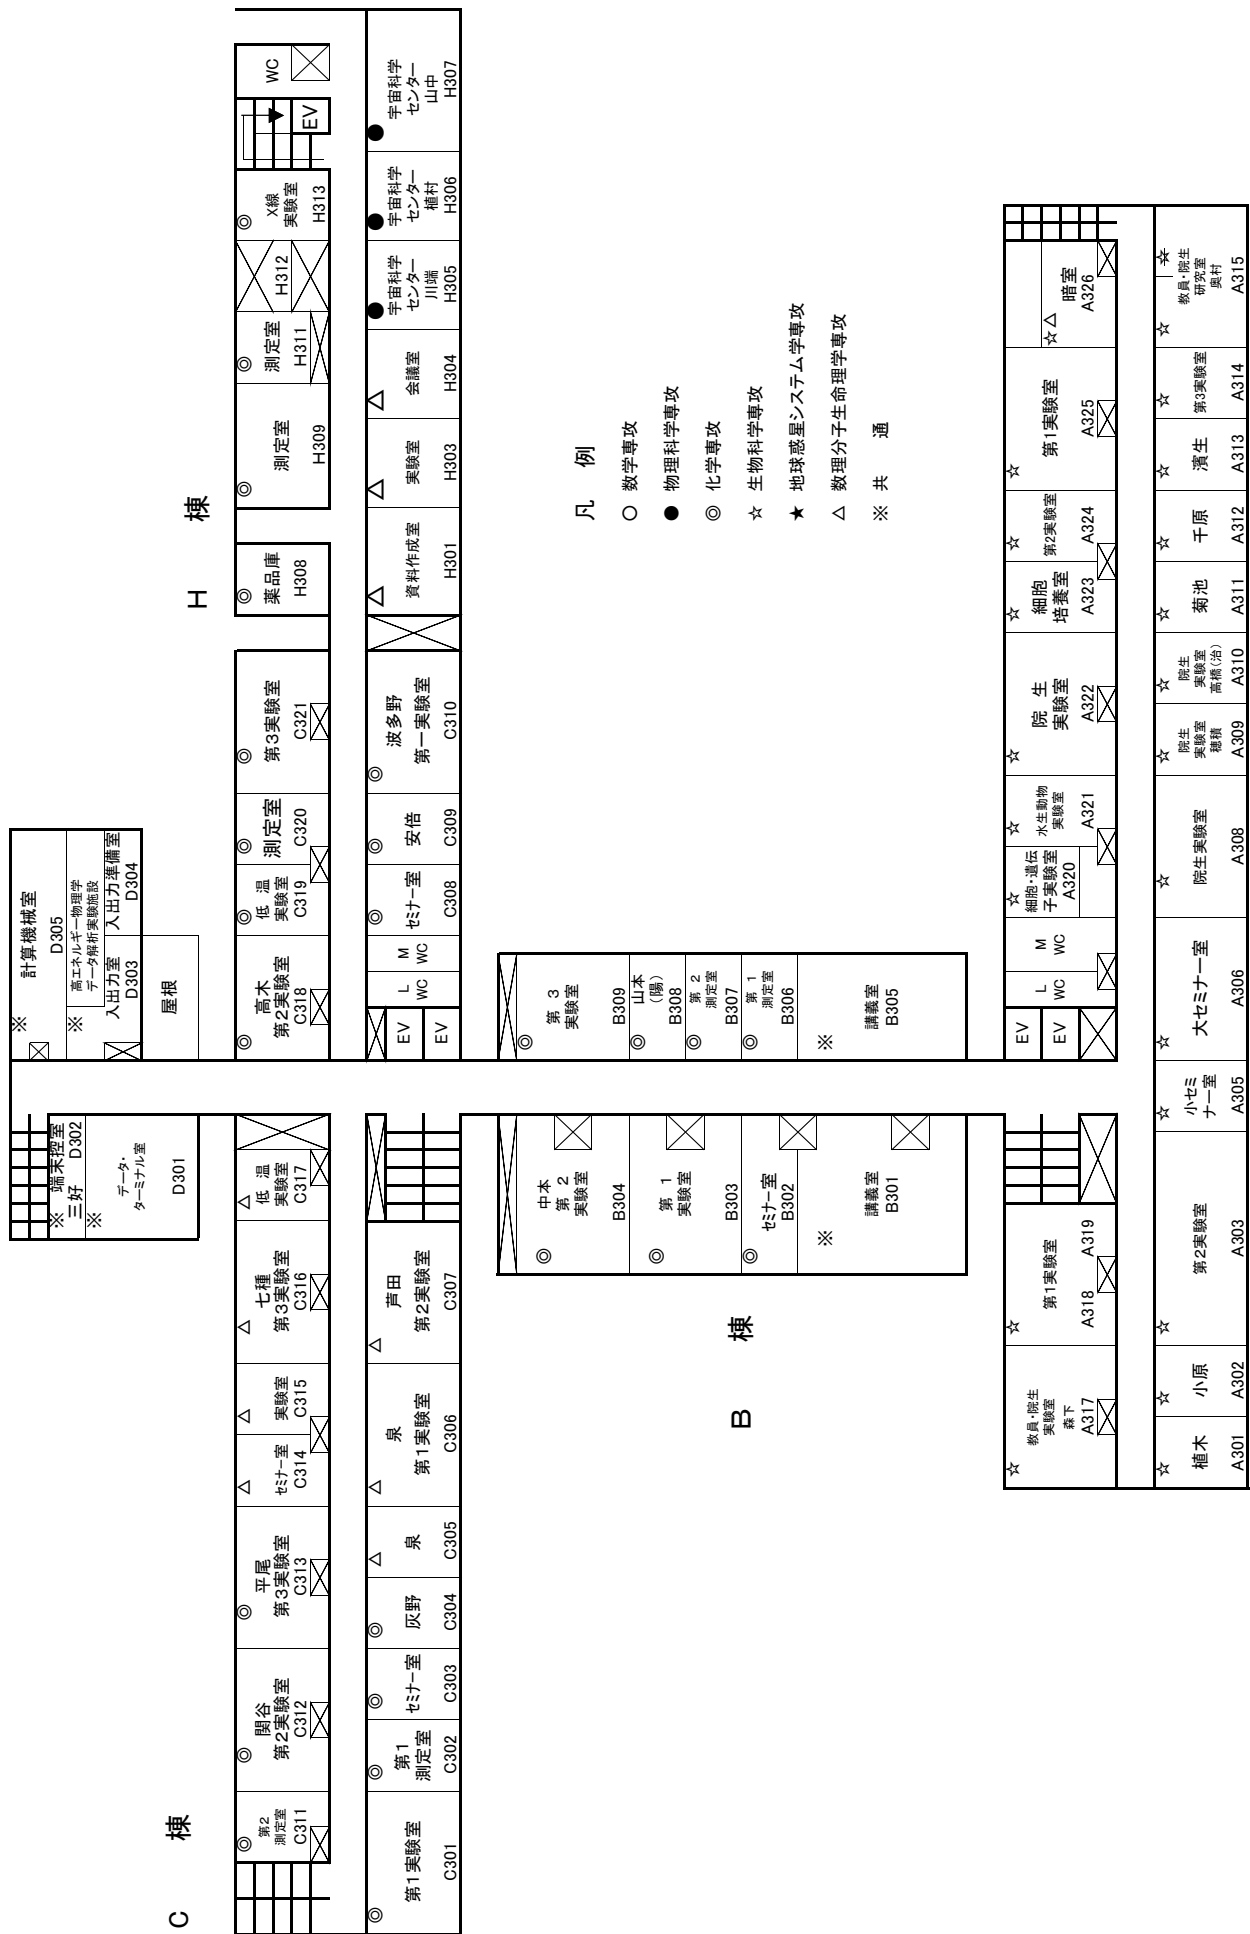 C 棟
H 棟
B 棟
※
計算機械室
D305
※
高エネルギー物理学
データ解析実験施設
入出力室
D303
入出力準備室
D304
屋根
※
端末控室
三好 D302
※
データ・
ターミナル室
D301
◎
第2
測定室
C311
◎
関谷
第2実験室
C312
◎
平尾
第3実験室
C313
△
セミナー室
C314
△
実験室
C315
△
七種
第3実験室
C316
△
低 温
実験室
C317
◎
高木
第2実験室
C318
◎
低 温
実験室
C319
◎
測定室
C320
◎
第3実験室
C321
◎
薬品庫
H308
◎
測定室
H309
◎
測定室
H311
H312
◎
X線
実験室
H313
EV
WC
◎
第1実験室
C301
◎
第1
測定室
C302
◎
セミナー室
C303
◎
灰野
C304
△
泉
C305
△
泉
第1実験室
C306
△
芦田
第2実験室
C307
EV
EV
L
WC
M
WC
◎
セミナー室
C308
◎
安倍
C309
◎
波多野
第一実験室
C310
△
資料作成室
H301
△
実験室
H303
△
会議室
H304
●
宇宙科学
センター
川端
H305
●
宇宙科学
センター
植村
H306
●
宇宙科学
センター
山中
H307
◎
中本
第 2
実験室
B304
◎
第 1
実験室
B303
◎
セミナー室
B302
※
講義室
B301
◎
第 3
実験室
B309
◎
山本
(陽)
B308
◎
第 2
測定室
B307
◎
第 1
測定室
B306
※
講義室
B305
凡 例
○ 数学専攻
● 物理科学専攻
◎ 化学専攻
☆ 生物科学専攻
★ 地球惑星システム学専攻
△ 数理分子生命理学専攻
※ 共 通
☆
教員・院生
実験室
森下
A317
☆
第1実験室
A318 A319
EV
EV
L
WC
M
WC
☆
細胞・遺伝
子実験室
A320
☆
水生動物
実験室
A321
☆
院 生
実験室
A322
☆
細胞
培養室
A323
☆
第2実験室
A324
☆
第1実験室
A325
☆△
暗室
A326
☆
植木
A301
☆
小原
A302
☆
第2実験室
A303
☆
小セミ
ナー室
A305
☆
大セミナー室
A306
☆
院生実験室
A308
☆
院生
実験室
穂積
A309
☆
院生
実験室
高橋(治)
A310
☆
菊池
A311
☆
千原
A312
☆
濱生
A313
☆
第3実験室
A314
☆ ☆
教員・院生
研究室
奥村
A315